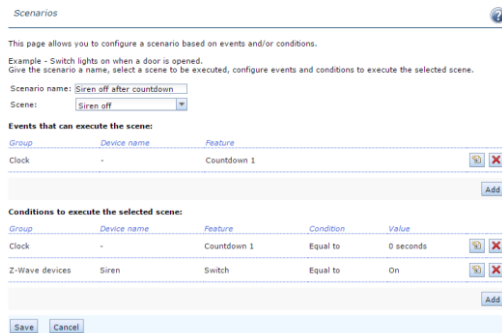 Scenarios
This page allows you to configure a scenario based on events and/or conditions.
Example - Switch lights on when a door is opened.
Give the scenario a name, select a scene to be executed, configure events and conditions to execute the selected scene.
Scenario name: Siren off after countdown
Scene: Siren off
Events that can execute the scene:
Group Device name Feature
Clock - Countdown 1
Add
Conditions to execute the selected scene:
Group Device name Feature Condition Value
Clock - Countdown 1 Equal to 0 seconds
Z-Wave devices Siren Switch Equal to On
Add
Save Cancel